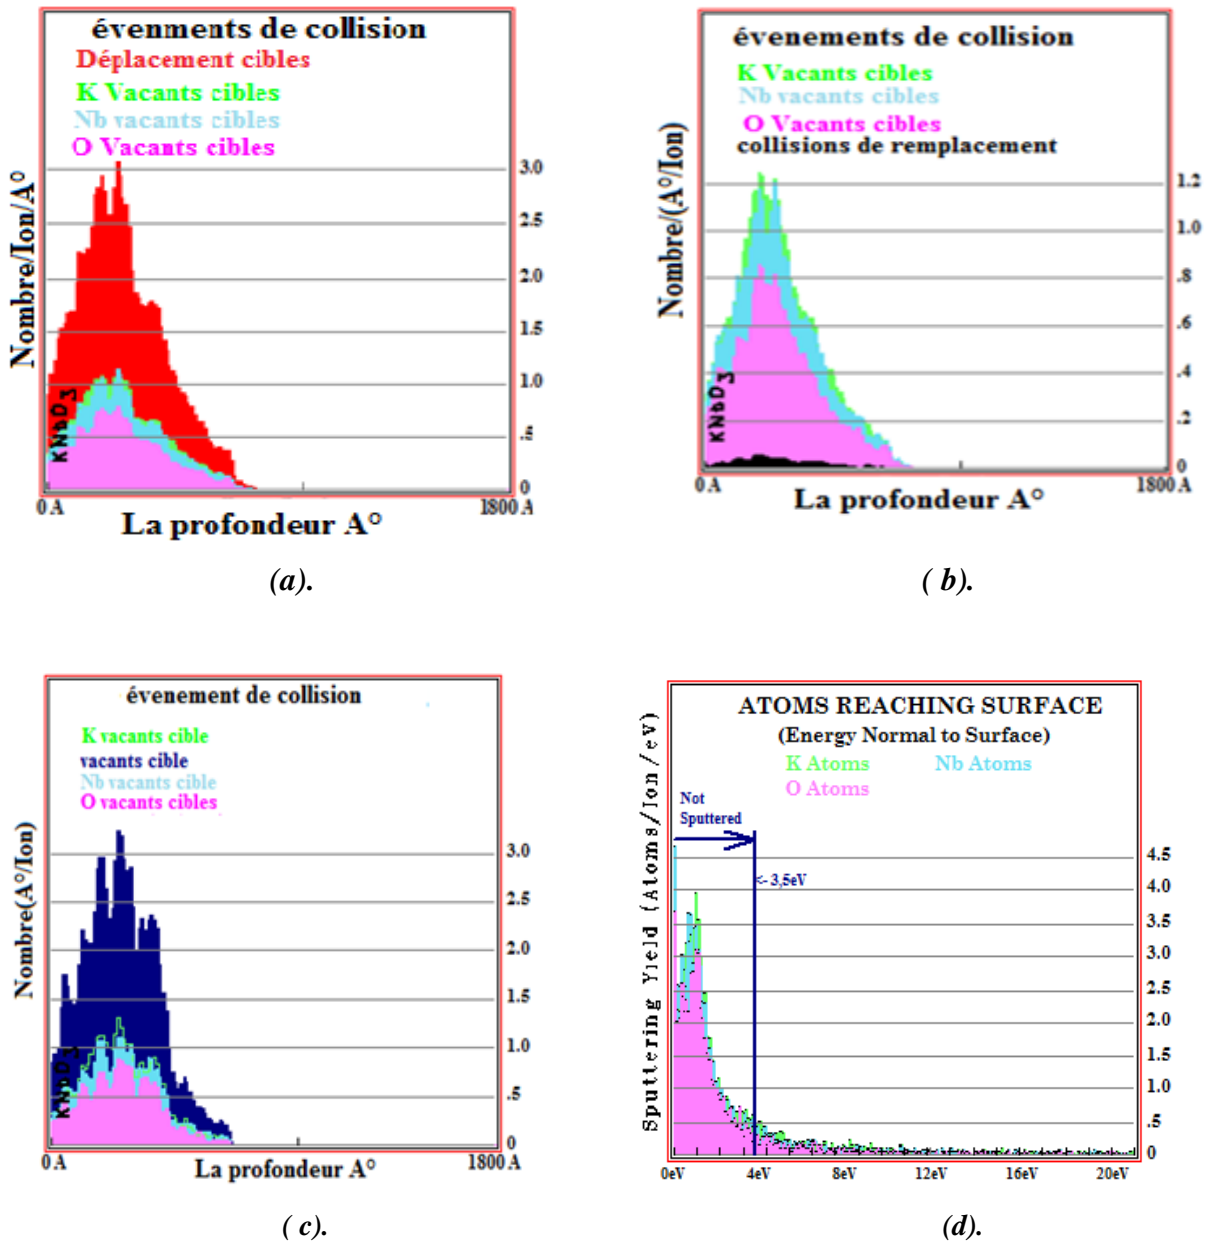 évenments de collision
Déplacement cibles
K Vacants cibles
Nb vacants cibles
O Vacants cibles
Nombre/Ion/A°
3.0
2.5
2.0
1.5
1.0
.5
0
KNbO3
0 A
1800 A
La profondeur A°
(a).
évenements de collision
K Vacants cibles
Nb vacants cibles
O Vacants cibles
collisions de remplacement
Nombre/(A°/Ion)
1.2
1.0
.8
.6
.4
.2
0
KNbO3
0 A
1800 A
La profondeur A°
( b).
évenement de collision
K vacants cible
vacants cible
Nb vacants cible
O vacants cibles
Nombre(A°/Ion)
3.0
2.5
2.0
1.5
1.0
.5
0
KNbO3
0 A
1800 A
La profondeur A°
( c).
ATOMS REACHING SURFACE
(Energy Normal to Surface)
K Atoms Nb Atoms
O Atoms
Not
Sputtered
<- 3,5eV
Sputtering Yield (Atoms/Ion/eV)
4.5
4.0
3.5
3.0
2.5
2.0
1.5
1.0
.5
0
0eV 4eV 8eV 12eV 16eV 20eV
(d).